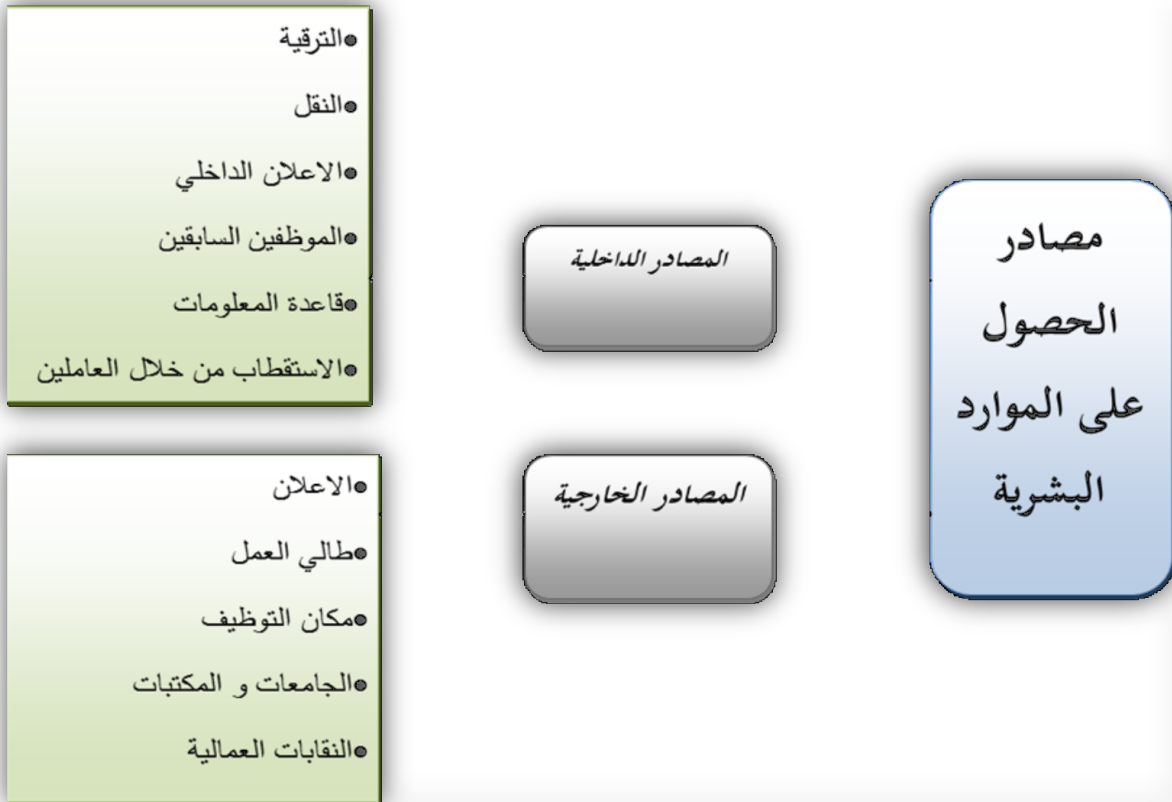 مصادر
الحصول
على الموارد
البشرية
المصادر الداخلية
الترقية
النقل
الاعلان الداخلي
الموظفين السابقين
قاعدة المعلومات
الاستقطاب من خلال العاملين
المصادر الخارجية
الاعلان
طالي العمل
مكان التوظيف
الجامعات و المكتبات
النقابات العمالية